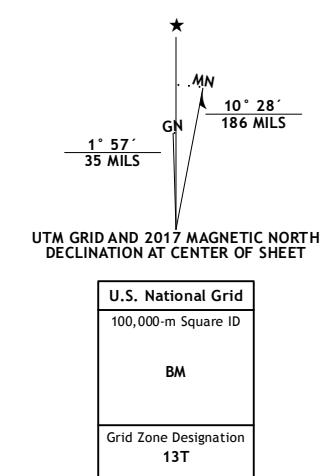 ★
MN
10° 28´
186 MILS
GN
1° 57´
35 MILS
UTM GRID AND 2017 MAGNETIC NORTH
DECLINATION AT CENTER OF SHEET
U.S. National Grid
100,000-m Square ID
BM
Grid Zone Designation
13T